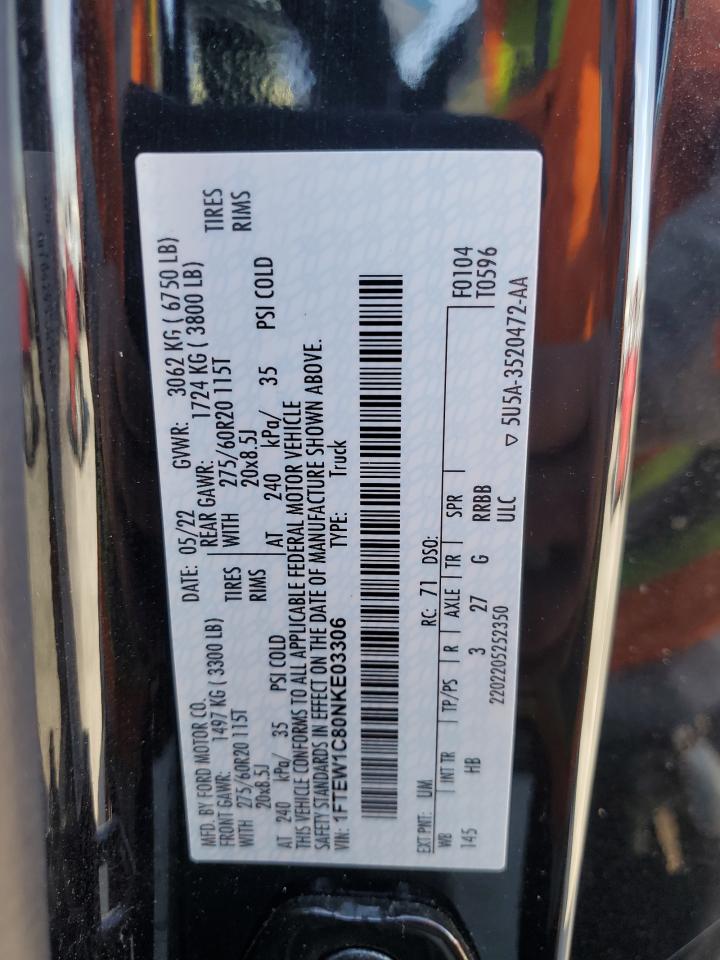 MFD. BY FORD MOTOR CO.
DATE: 05/22 GVWR: 3062 KG ( 6750 LB)
FRONT GAWR: 1497 KG ( 3300 LB) REAR GAWR: 1724 KG ( 3800 LB)
WITH 275/60R20 115T TIRES WITH 275/60R20 115T TIRES
20x8.5J RIMS 20x8.5J RIMS
AT 240 kPa/ 35 PSI COLD AT 240 kPa/ 35 PSI COLD
THIS VEHICLE CONFORMS TO ALL APPLICABLE FEDERAL MOTOR VEHICLE
SAFETY STANDARDS IN EFFECT ON THE DATE OF MANUFACTURE SHOWN ABOVE.
VIN: 1FTEW1C80NKE03306 TYPE: Truck
EXT PNT: UM RC: 71 DSO: F0104
WB INT TR TP/PS R AXLE TR SPR T0596
145 HB 3 27 G RRBB
2202205252350 ULC ▽ 5U5A-3520472-AA